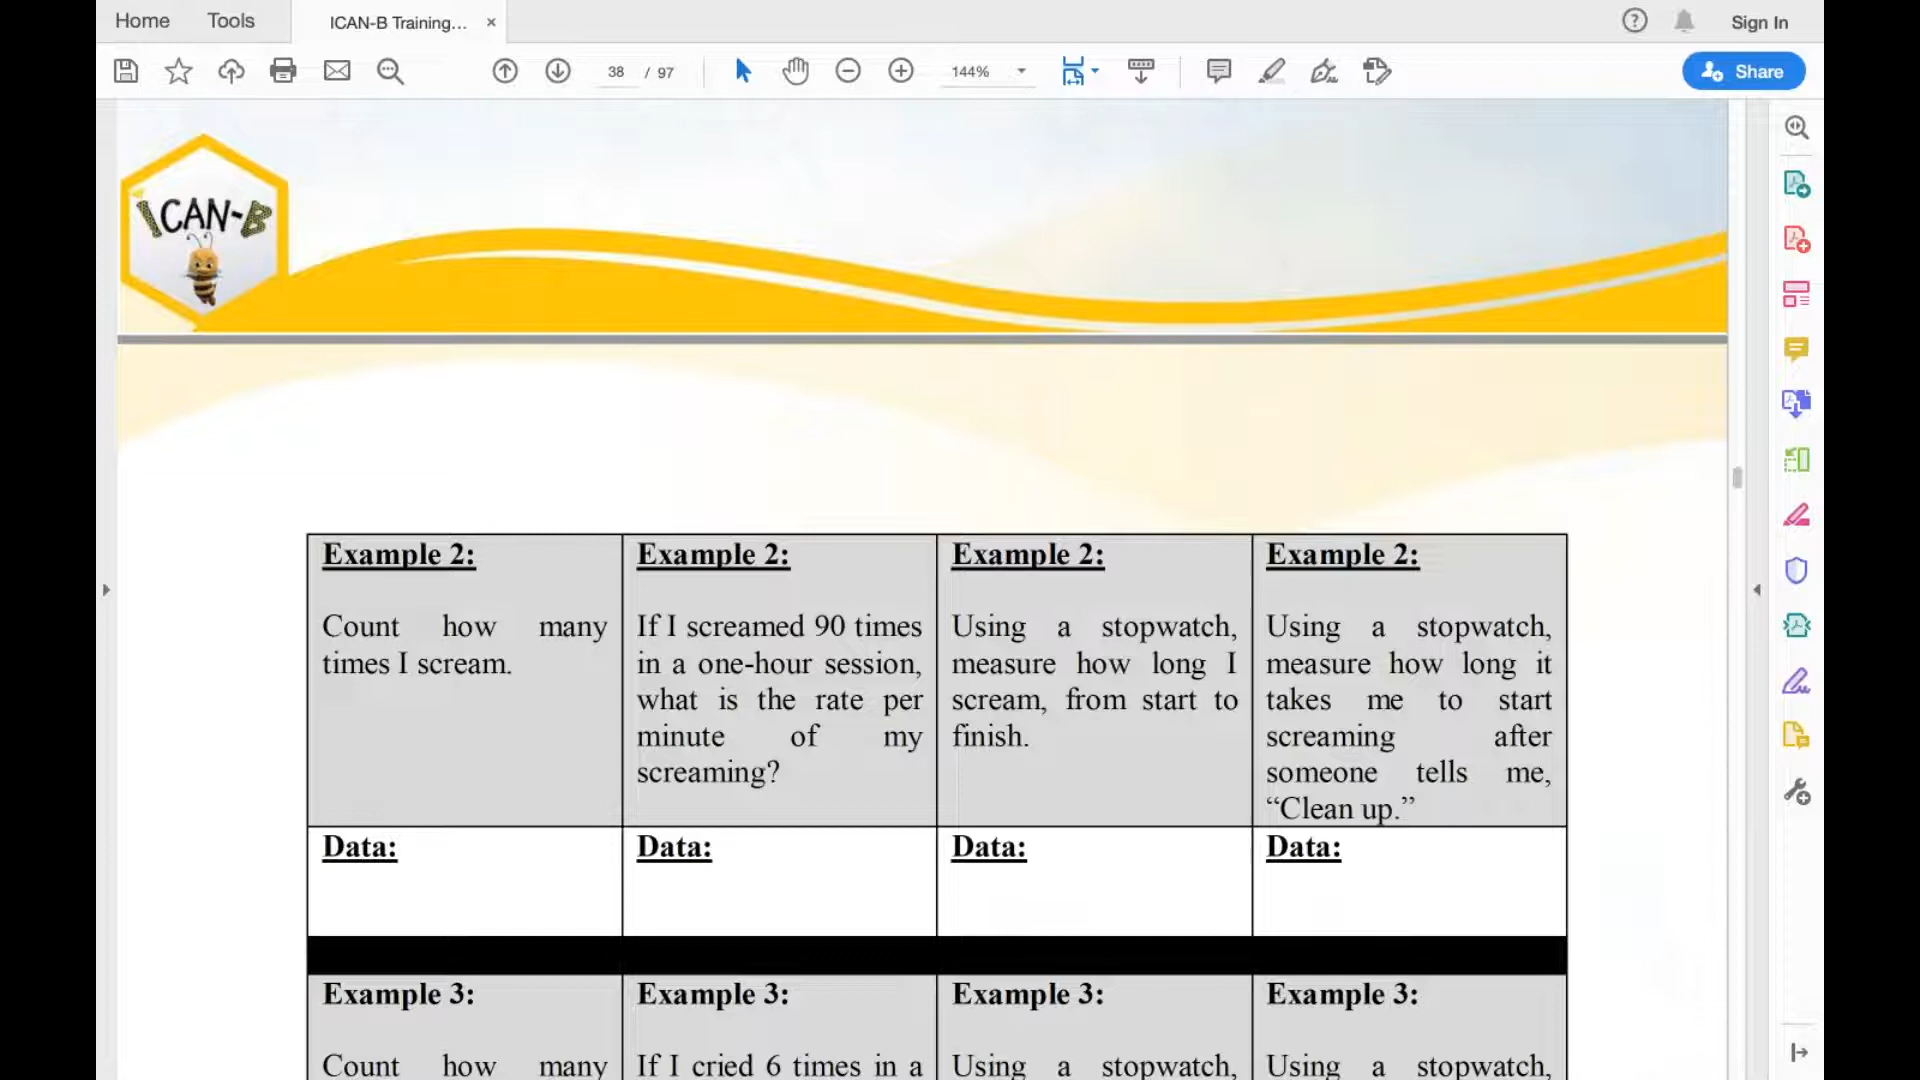 Home Tools ICAN-B Training... × Sign In
38 / 97 144% Share
ICAN-B
Example 2:
Count how many
times I scream.
Example 2:
If I screamed 90 times
in a one-hour session,
what is the rate per
minute of my
screaming?
Example 2:
Using a stopwatch,
measure how long I
scream, from start to
finish.
Example 2:
Using a stopwatch,
measure how long it
takes me to start
screaming after
someone tells me,
“Clean up.”
Data:
Data:
Data:
Data:
Example 3:
Count how many
Example 3:
If I cried 6 times in a
Example 3:
Using a stopwatch,
Example 3:
Using a stopwatch,